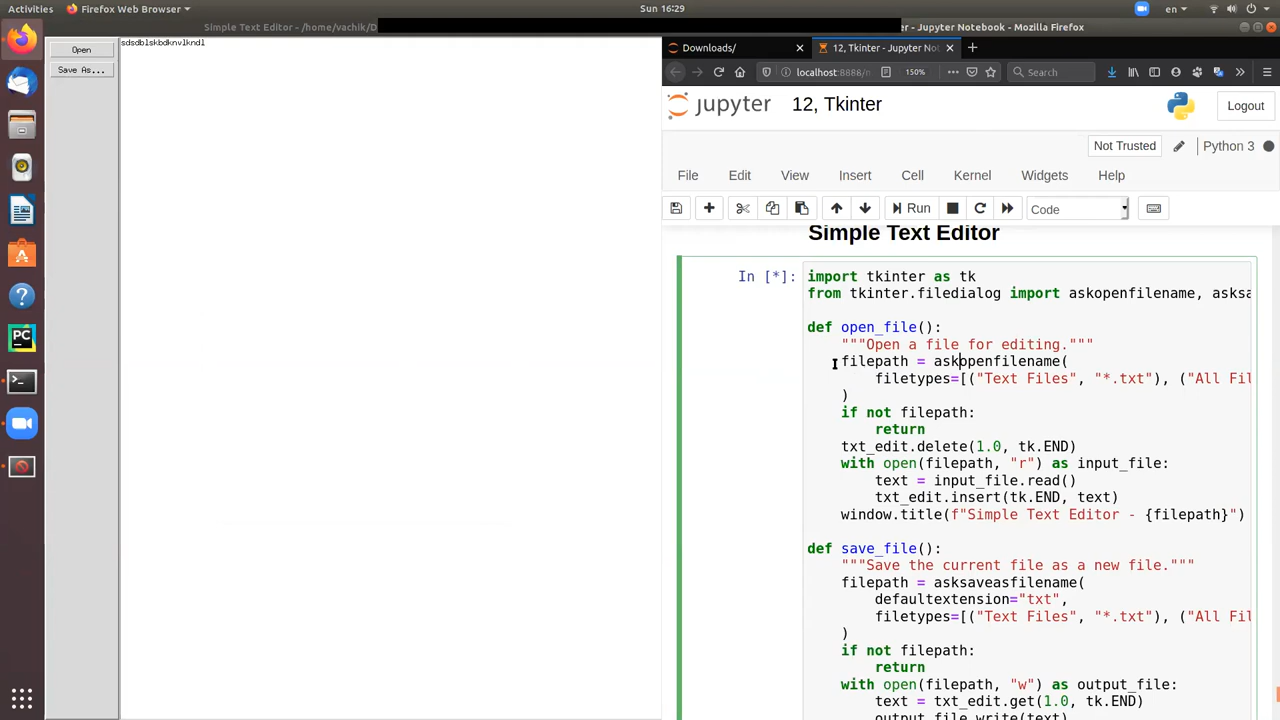 Activities
Firefox Web Browser
Sun 16:29
en
Simple Text Editor - /home/vachik/D
- Jupyter Notebook - Mozilla Firefox
Open
Save As...
sdsdblskbdknvlkndl
Downloads/
12, Tkinter - Jupyter No
localhost:8888/n
150%
Search
jupyter
12, Tkinter
Logout
Not Trusted
Python 3
File
Edit
View
Insert
Cell
Kernel
Widgets
Help
Run
Code
Simple Text Editor
In [*]:
import tkinter as tk
from tkinter.filedialog import askopenfilename, asksa
def open_file():
"""Open a file for editing."""
filepath = askopenfilename(
filetypes=[("Text Files", "*.txt"), ("All Fil
)
if not filepath:
return
txt_edit.delete(1.0, tk.END)
with open(filepath, "r") as input_file:
text = input_file.read()
txt_edit.insert(tk.END, text)
window.title(f"Simple Text Editor - {filepath}")
def save_file():
"""Save the current file as a new file."""
filepath = asksaveasfilename(
defaultextension="txt",
filetypes=[("Text Files", "*.txt"), ("All Fil
)
if not filepath:
return
with open(filepath, "w") as output_file:
text = txt_edit.get(1.0, tk.END)
output_file.write(text)